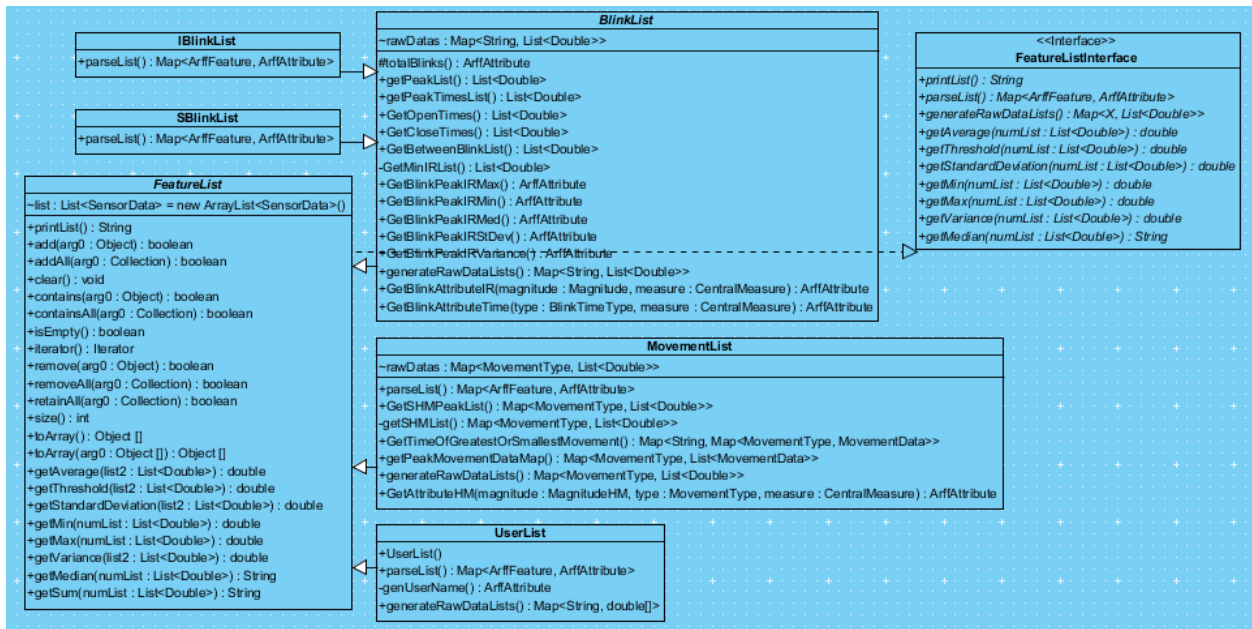 IBlinkList
+parseList() : Map<ArffFeature, ArffAttribute>
SBlinkList
+parseList() : Map<ArffFeature, ArffAttribute>
FeatureList
~list : List<SensorData> = new ArrayList<SensorData>()
+printList() : String
+add(arg0 : Object) : boolean
+addAll(arg0 : Collection) : boolean
+clear() : void
+contains(arg0 : Object) : boolean
+containsAll(arg0 : Collection) : boolean
+isEmpty() : boolean
+iterator() : Iterator
+remove(arg0 : Object) : boolean
+removeAll(arg0 : Collection) : boolean
+retainAll(arg0 : Collection) : boolean
+size() : int
+toArray() : Object []
+toArray(arg0 : Object []) : Object []
+getAverage(list2 : List<Double>) : double
+getThreshold(list2 : List<Double>) : double
+getStandardDeviation(list2 : List<Double>) : double
+getMin(numList : List<Double>) : double
+getMax(numList : List<Double>) : double
+getVariance(list2 : List<Double>) : double
+getMedian(numList : List<Double>) : String
+getSum(numList : List<Double>) : String
BlinkList
~rawDatas : Map<String, List<Double>>
#totalBlinks() : ArffAttribute
+getPeakList() : List<Double>
+getPeakTimesList() : List<Double>
+GetOpenTimes() : List<Double>
+GetCloseTimes() : List<Double>
+GetBetweenBlinkList() : List<Double>
-GetMinIRList() : List<Double>
+GetBlinkPeakIRMax() : ArffAttribute
+GetBlinkPeakIRMin() : ArffAttribute
+GetBlinkPeakIRMed() : ArffAttribute
+GetBlinkPeakIRStDev() : ArffAttribute
+GetBlinkPeakIRVariance() : ArffAttribute
+generateRawDataLists() : Map<String, List<Double>>
+GetBlinkAttributeIR(magnitude : Magnitude, measure : CentralMeasure) : ArffAttribute
+GetBlinkAttributeTime(type : BlinkTimeType, measure : CentralMeasure) : ArffAttribute
MovementList
~rawDatas : Map<MovementType, List<Double>>
+parseList() : Map<ArffFeature, ArffAttribute>
+GetSHMPeakList() : Map<MovementType, List<Double>>
-getSHMList() : Map<MovementType, List<Double>>
+GetTimeOfGreatestOrSmallestMovement() : Map<String, Map<MovementType, MovementData>>
+getPeakMovementDataMap() : Map<MovementType, List<MovementData>>
+generateRawDataLists() : Map<MovementType, List<Double>>
+GetAttributeHM(magnitude : MagnitudeHM, type : MovementType, measure : CentralMeasure) : ArffAttribute
UserList
+UserList()
+parseList() : Map<ArffFeature, ArffAttribute>
-genUserName() : ArffAttribute
+generateRawDataLists() : Map<String, double[]>
<<Interface>>
FeatureListInterface
+printList() : String
+parseList() : Map<ArffFeature, ArffAttribute>
+generateRawDataLists() : Map<X, List<Double>>
+getAverage(numList : List<Double>) : double
+getThreshold(numList : List<Double>) : double
+getStandardDeviation(numList : List<Double>) : double
+getMin(numList : List<Double>) : double
+getMax(numList : List<Double>) : double
+getVariance(numList : List<Double>) : double
+getMedian(numList : List<Double>) : String